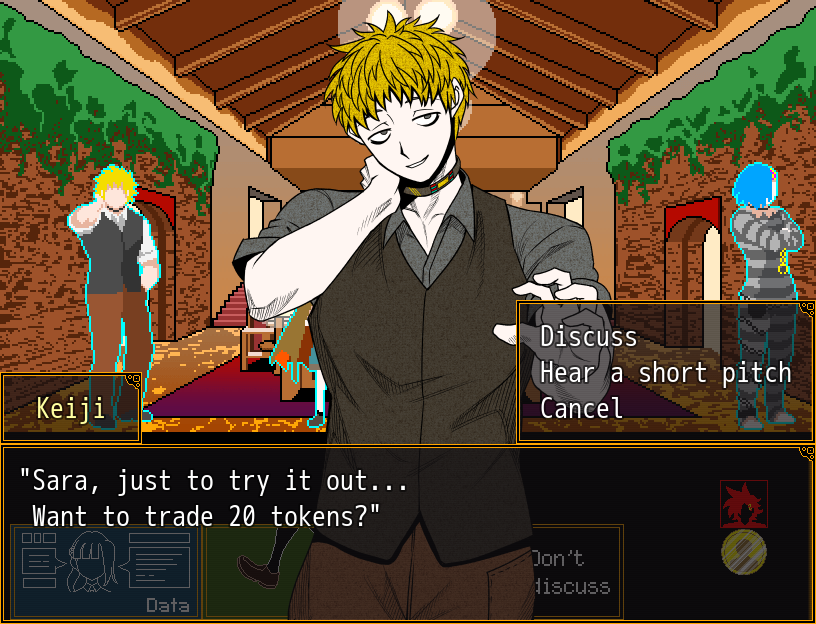 Discuss
Hear a short pitch
Cancel
Keiji
"Sara, just to try it out...
Want to trade 20 tokens?"
Data
Don't
discuss